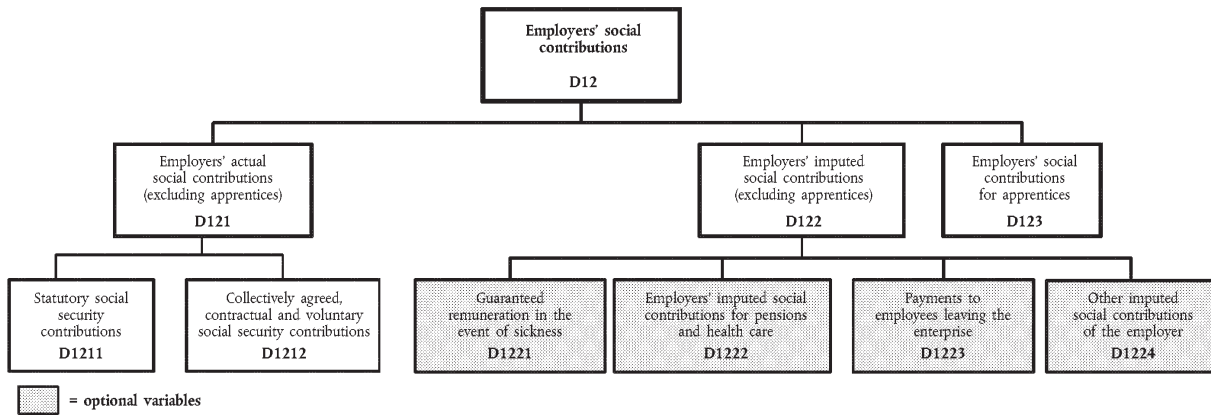 Employers' social
contributions
D12
Employers' actual
social contributions
(excluding apprentices)
D121
Employers' imputed
social contributions
(excluding apprentices)
D122
Employers' social
contributions
for apprentices
D123
Statutory social
security
contributions
D1211
Collectively agreed,
contractual and voluntary
social security contributions
D1212
Guaranteed
remuneration in the
event of sickness
D1221
Employers' imputed social
contributions for pensions
and health care
D1222
Payments to
employees leaving the
enterprise
D1223
Other imputed
social contributions
of the employer
D1224
= optional variables